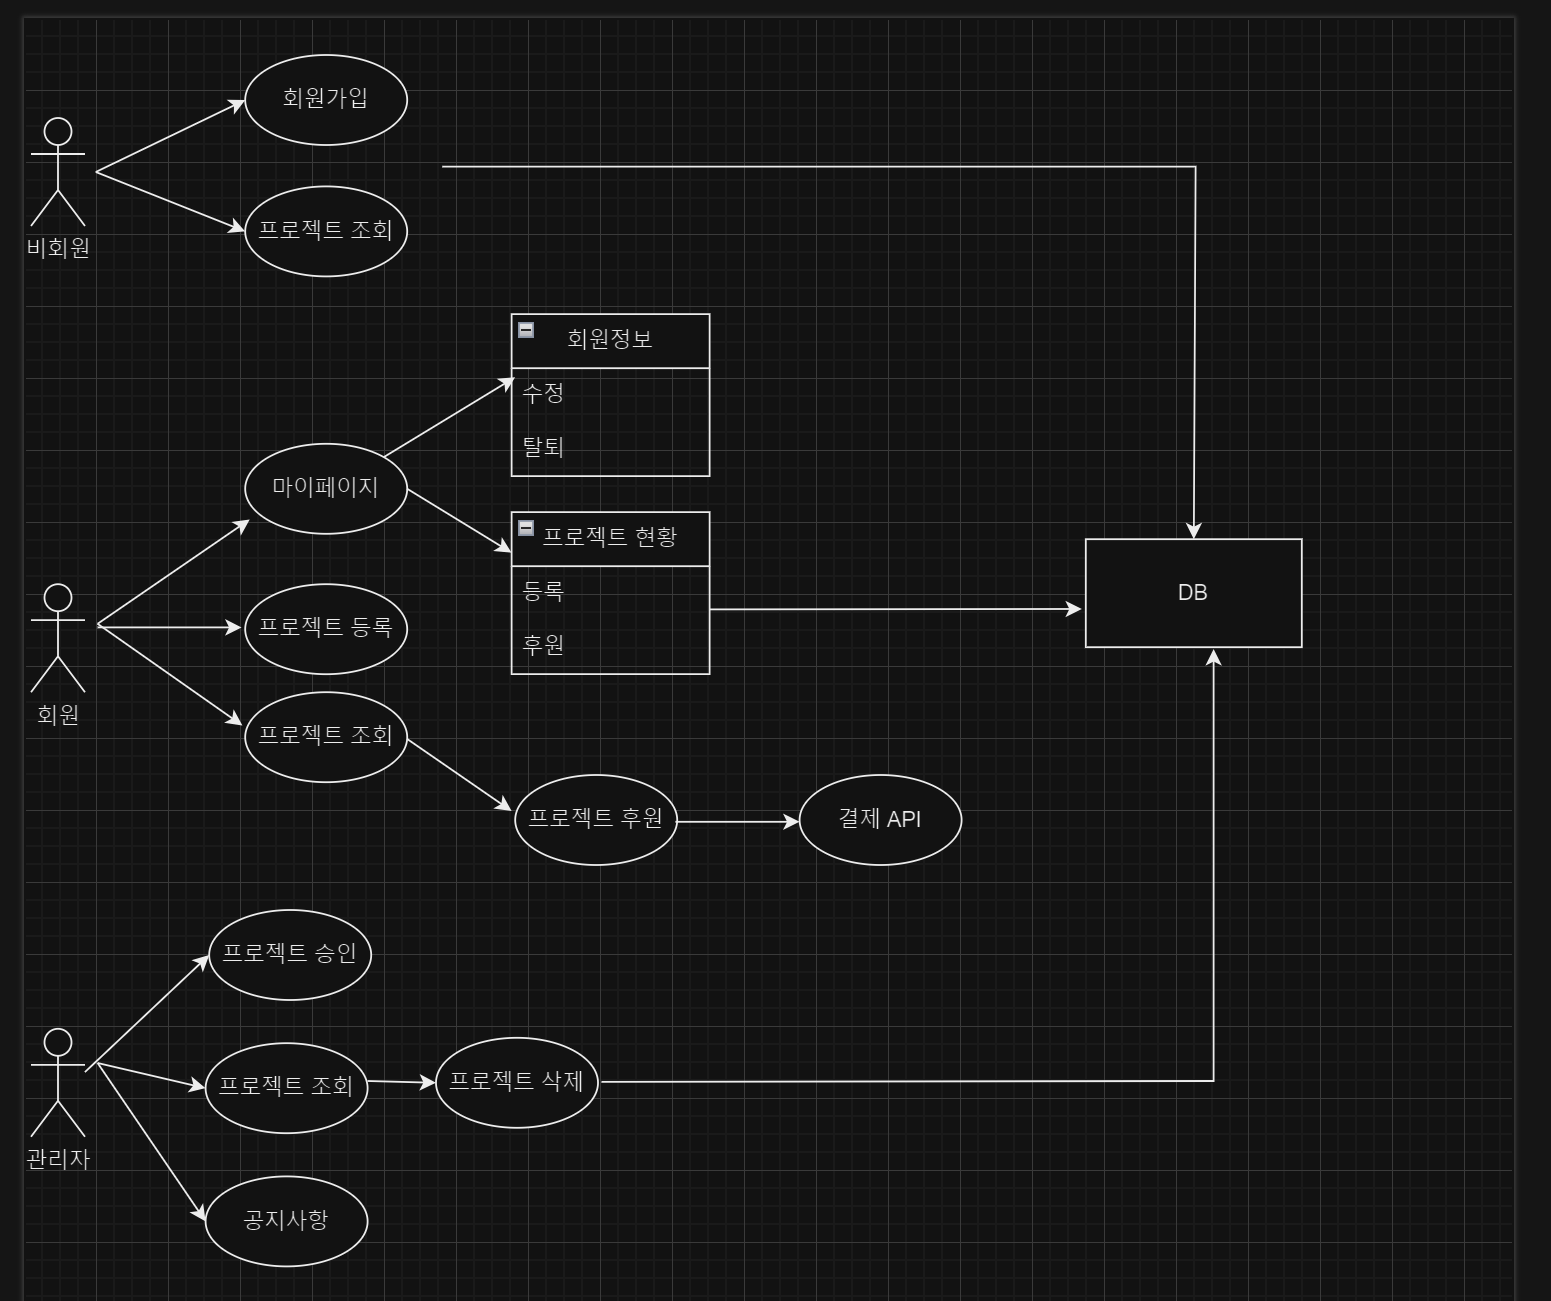 회원가입
비회원
프로젝트 조회
회원정보
수정
탈퇴
마이페이지
프로젝트 현황
등록
후원
DB
회원
프로젝트 등록
프로젝트 조회
프로젝트 후원
결제 API
프로젝트 승인
관리자
프로젝트 조회
프로젝트 삭제
공지사항